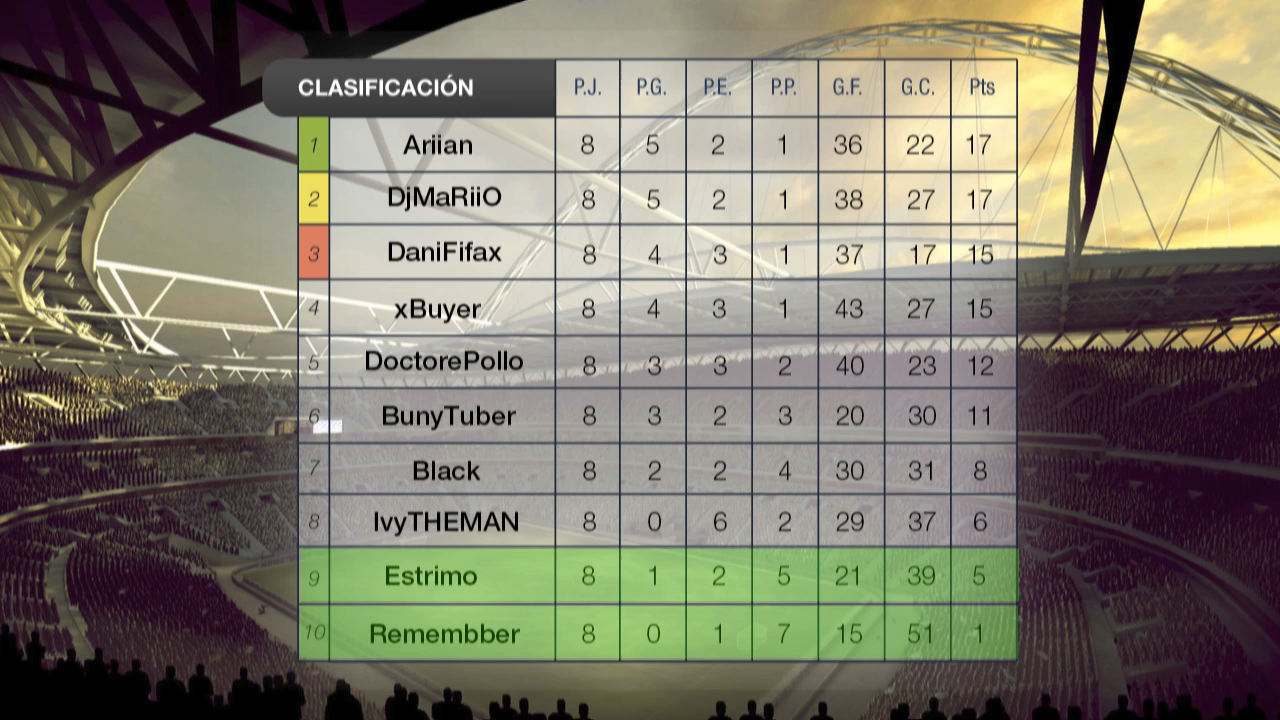 CLASIFICACIÓN P.J. P.G. P.E. P.P. G.F. G.C. Pts
1 Ariian 8 5 2 1 36 22 17
2 DjMaRiiO 8 5 2 1 38 27 17
3 DaniFifax 8 4 3 1 37 17 15
4 xBuyer 8 4 3 1 43 27 15
5 DoctorePollo 8 3 3 2 40 23 12
6 BunyTuber 8 3 2 3 20 30 11
7 Black 8 2 2 4 30 31 8
8 IvyTHEMAN 8 0 6 2 29 37 6
9 Estrimo 8 1 2 5 21 39 5
10 Remembber 8 0 1 7 15 51 1